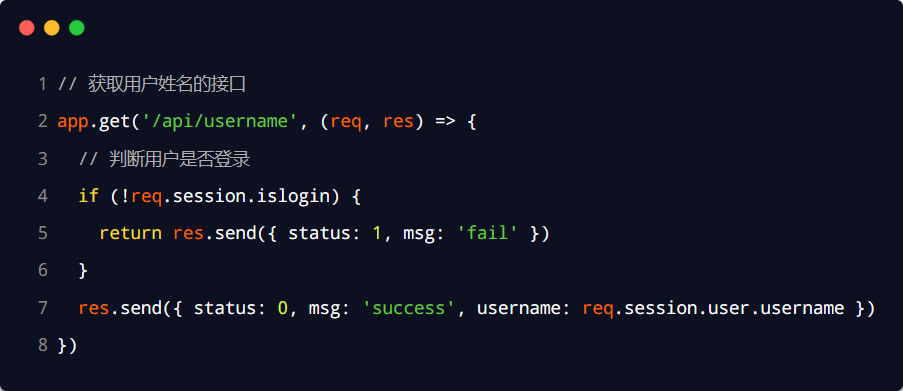 1 // 获取用户姓名的接口
2 app.get('/api/username', (req, res) => {
3   // 判断用户是否登录
4   if (!req.session.islogin) {
5     return res.send({ status: 1, msg: 'fail' })
6   }
7   res.send({ status: 0, msg: 'success', username: req.session.user.username })
8 })